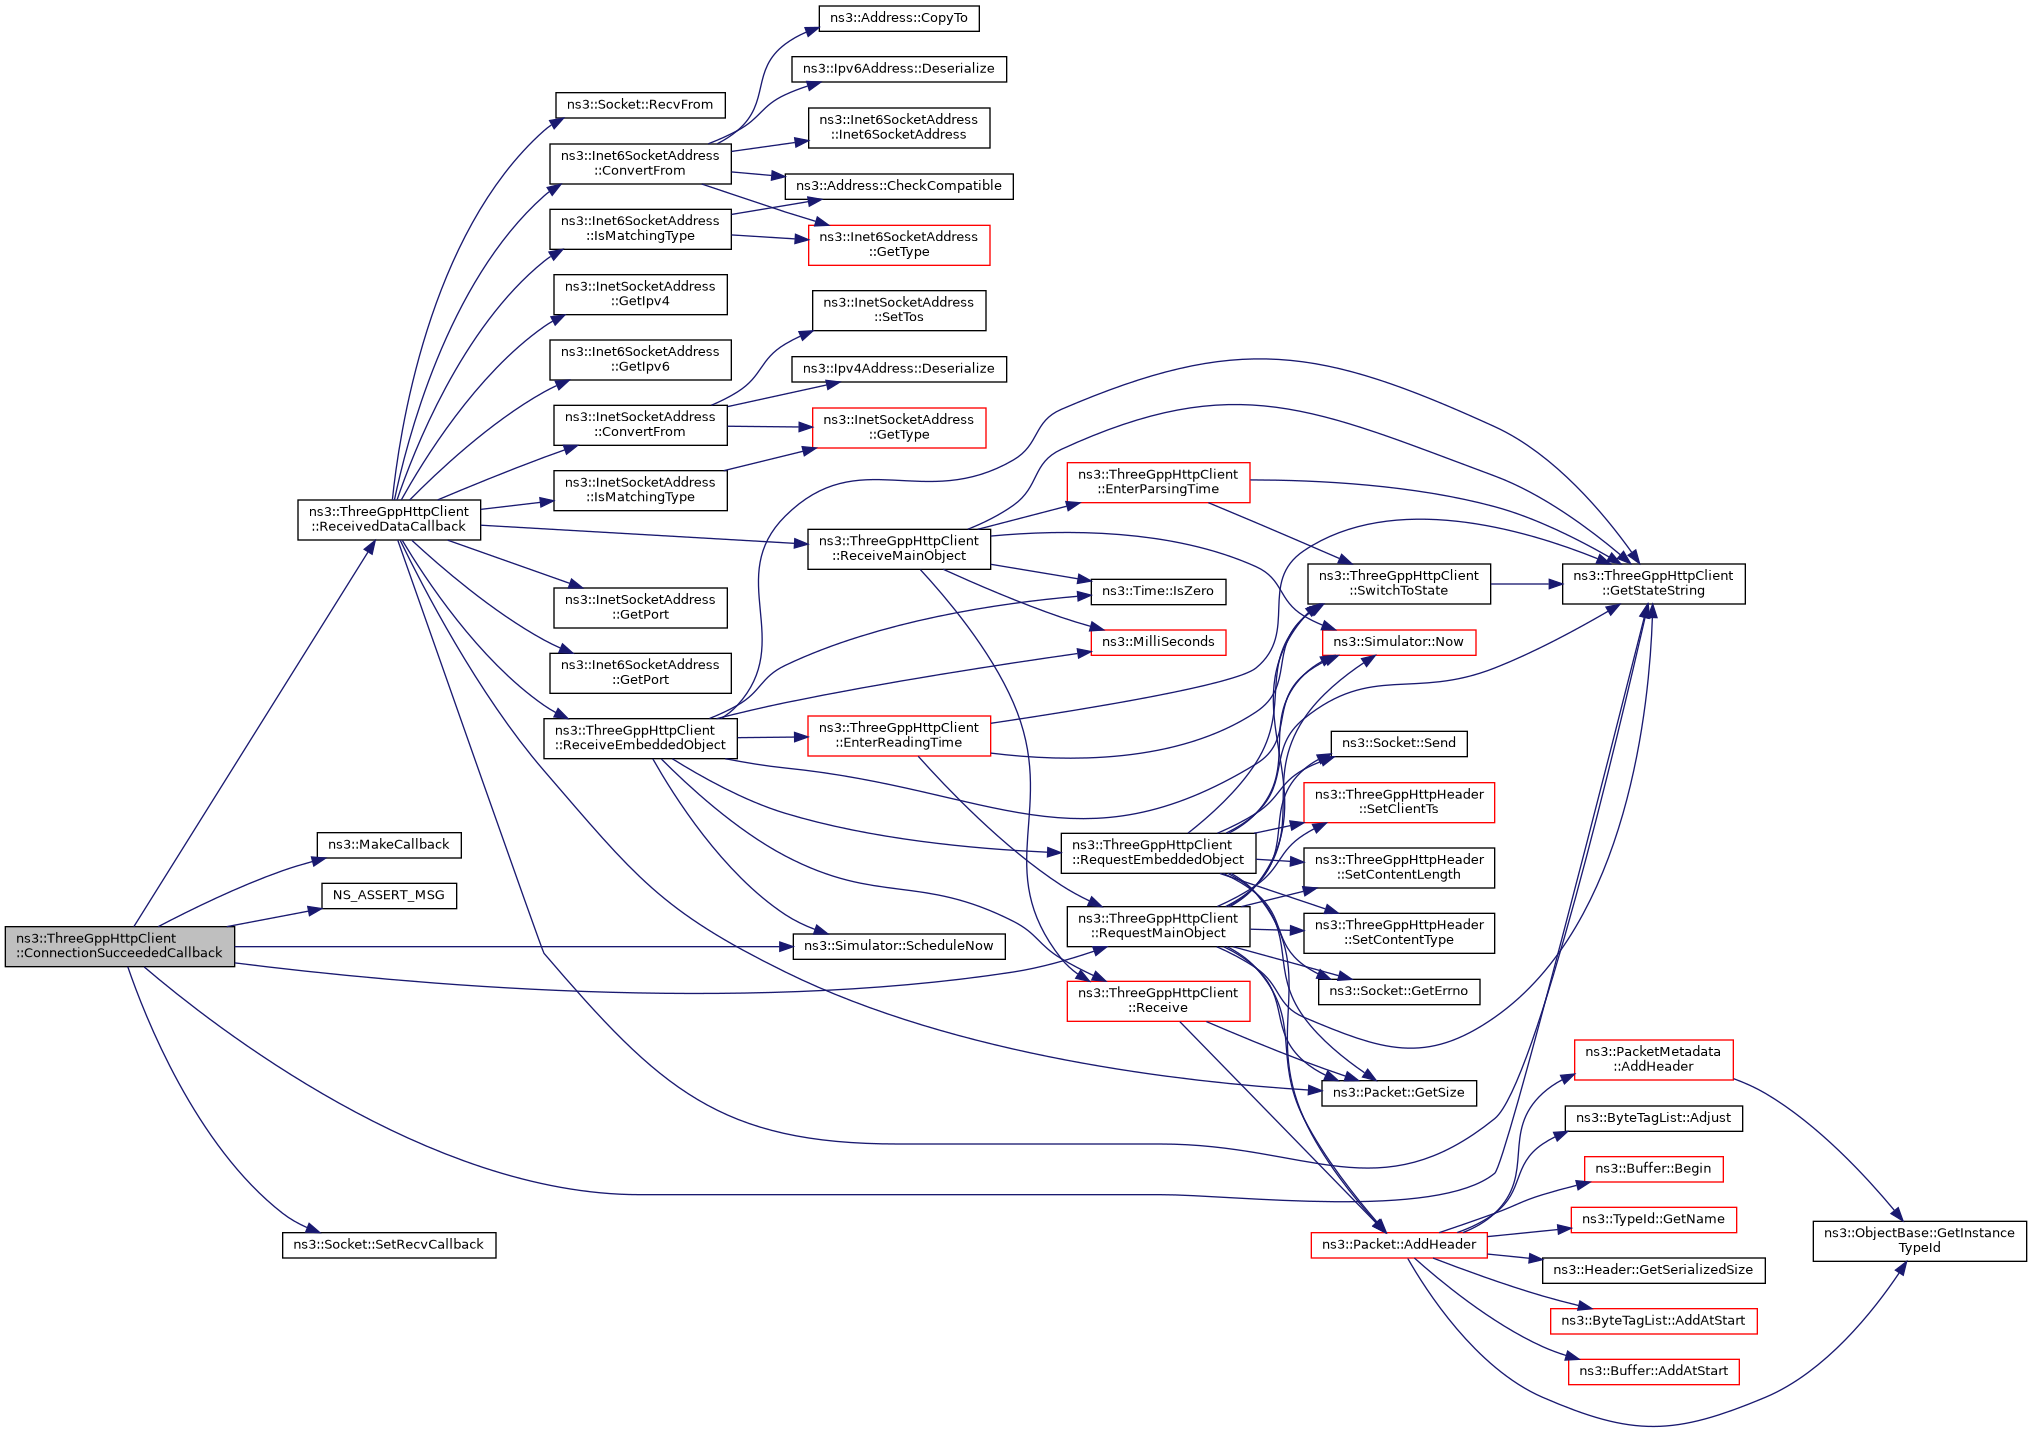 ns3::ThreeGppHttpClient
::ConnectionSucceededCallback
ns3::ThreeGppHttpClient
::ReceivedDataCallback
ns3::MakeCallback
NS_ASSERT_MSG
ns3::Socket::SetRecvCallback
ns3::Socket::RecvFrom
ns3::Inet6SocketAddress
::ConvertFrom
ns3::Inet6SocketAddress
::IsMatchingType
ns3::InetSocketAddress
::GetIpv4
ns3::Inet6SocketAddress
::GetIpv6
ns3::InetSocketAddress
::ConvertFrom
ns3::InetSocketAddress
::IsMatchingType
ns3::InetSocketAddress
::GetPort
ns3::Inet6SocketAddress
::GetPort
ns3::ThreeGppHttpClient
::ReceiveEmbeddedObject
ns3::Address::CopyTo
ns3::Ipv6Address::Deserialize
ns3::Inet6SocketAddress
::Inet6SocketAddress
ns3::Address::CheckCompatible
ns3::Inet6SocketAddress
::GetType
ns3::InetSocketAddress
::SetTos
ns3::Ipv4Address::Deserialize
ns3::InetSocketAddress
::GetType
ns3::ThreeGppHttpClient
::ReceiveMainObject
ns3::ThreeGppHttpClient
::EnterReadingTime
ns3::Simulator::ScheduleNow
ns3::ThreeGppHttpClient
::EnterParsingTime
ns3::Time::IsZero
ns3::MilliSeconds
ns3::ThreeGppHttpClient
::RequestEmbeddedObject
ns3::ThreeGppHttpClient
::RequestMainObject
ns3::ThreeGppHttpClient
::Receive
ns3::ThreeGppHttpClient
::SwitchToState
ns3::Simulator::Now
ns3::Socket::Send
ns3::ThreeGppHttpHeader
::SetClientTs
ns3::ThreeGppHttpHeader
::SetContentLength
ns3::ThreeGppHttpHeader
::SetContentType
ns3::Socket::GetErrno
ns3::Packet::GetSize
ns3::Packet::AddHeader
ns3::ThreeGppHttpClient
::GetStateString
ns3::PacketMetadata
::AddHeader
ns3::ByteTagList::Adjust
ns3::Buffer::Begin
ns3::TypeId::GetName
ns3::Header::GetSerializedSize
ns3::ByteTagList::AddAtStart
ns3::Buffer::AddAtStart
ns3::ObjectBase::GetInstance
TypeId